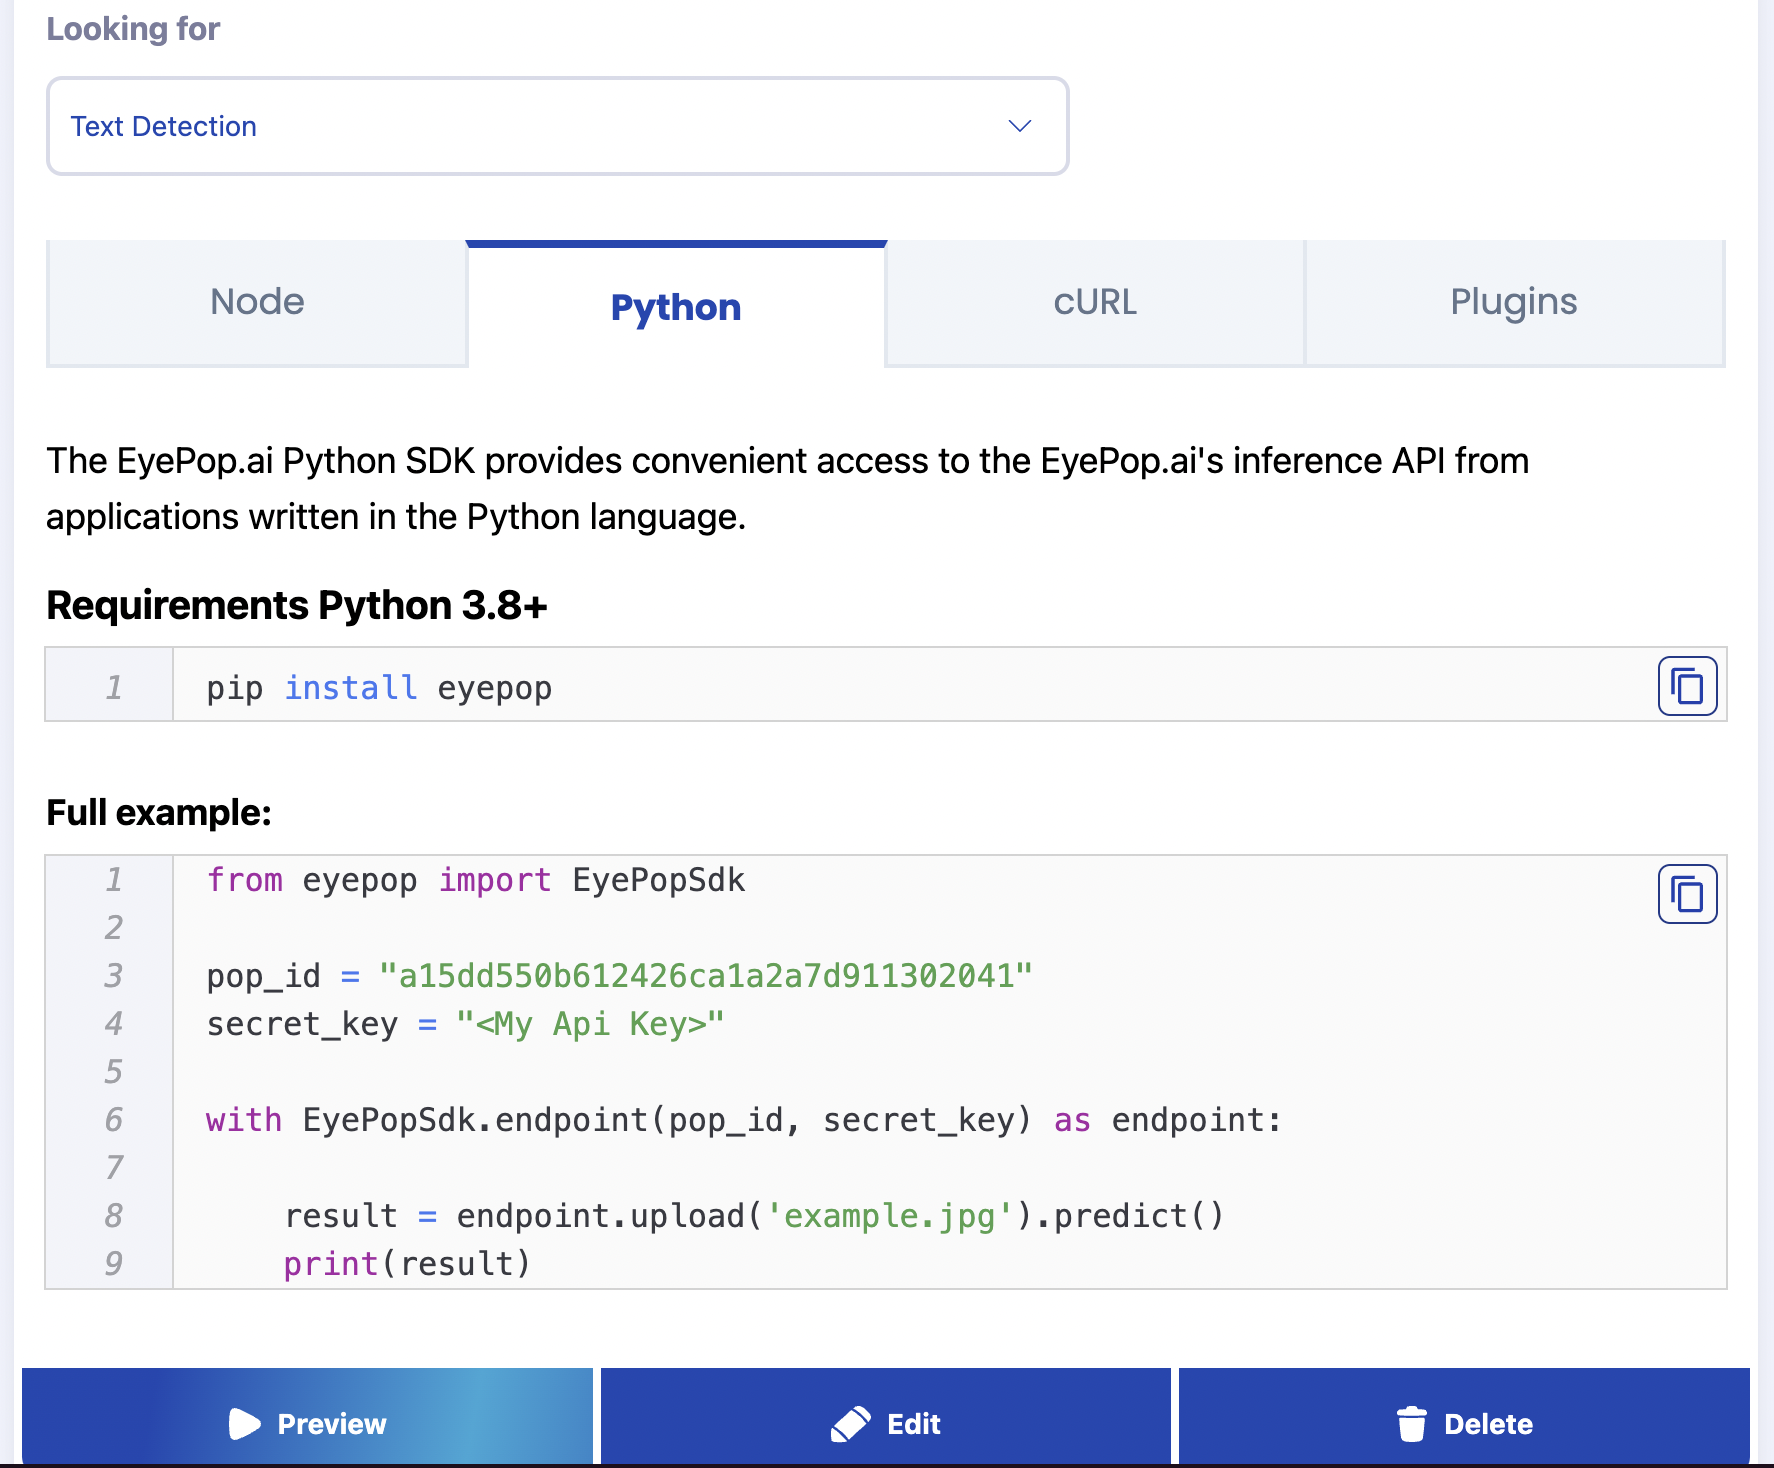 Looking for
Text Detection
Node Python cURL Plugins
The EyePop.ai Python SDK provides convenient access to the EyePop.ai's inference API from
applications written in the Python language.
Requirements Python 3.8+
1 pip install eyepop
Full example:
1 from eyepop import EyePopSdk
2
3 pop_id = "a15dd550b612426ca1a2a7d911302041"
4 secret_key = "<My Api Key>"
5
6 with EyePopSdk.endpoint(pop_id, secret_key) as endpoint:
7
8     result = endpoint.upload('example.jpg').predict()
9     print(result)
Preview Edit Delete